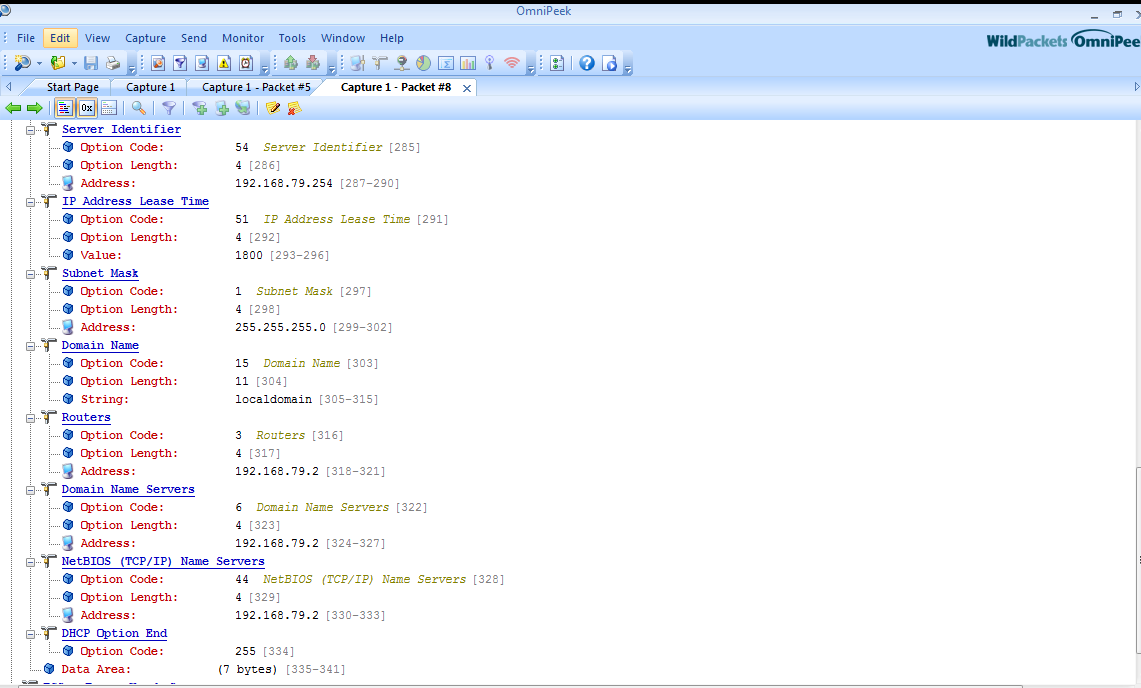 OmniPeek
File Edit View Capture Send Monitor Tools Window Help
WildPackets OmniPee
Start Page Capture 1 Capture 1 - Packet #5 Capture 1 - Packet #8
0x
Server Identifier
Option Code: 54 Server Identifier [285]
Option Length: 4 [286]
Address: 192.168.79.254 [287-290]
IP Address Lease Time
Option Code: 51 IP Address Lease Time [291]
Option Length: 4 [292]
Value: 1800 [293-296]
Subnet Mask
Option Code: 1 Subnet Mask [297]
Option Length: 4 [298]
Address: 255.255.255.0 [299-302]
Domain Name
Option Code: 15 Domain Name [303]
Option Length: 11 [304]
String: localdomain [305-315]
Routers
Option Code: 3 Routers [316]
Option Length: 4 [317]
Address: 192.168.79.2 [318-321]
Domain Name Servers
Option Code: 6 Domain Name Servers [322]
Option Length: 4 [323]
Address: 192.168.79.2 [324-327]
NetBIOS (TCP/IP) Name Servers
Option Code: 44 NetBIOS (TCP/IP) Name Servers [328]
Option Length: 4 [329]
Address: 192.168.79.2 [330-333]
DHCP Option End
Option Code: 255 [334]
Data Area: (7 bytes) [335-341]